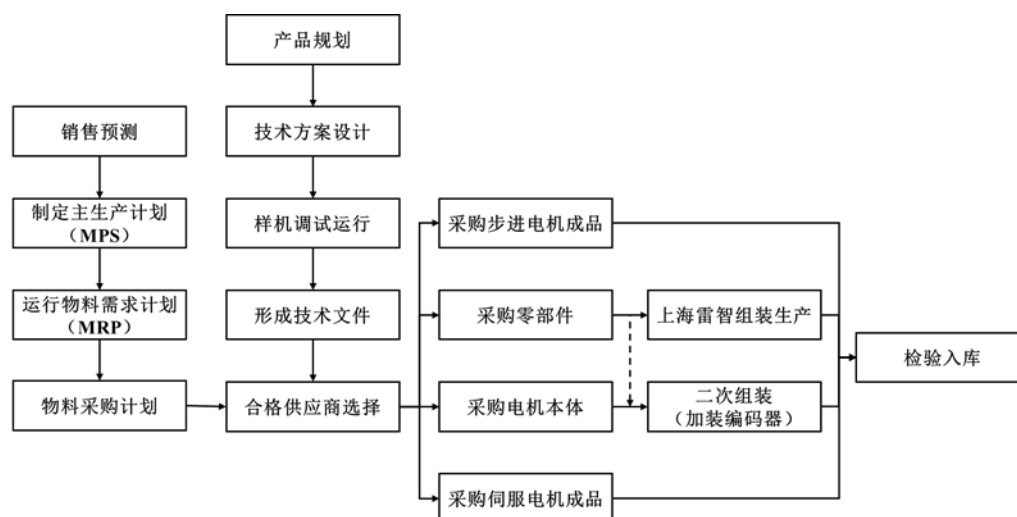 产品规划
销售预测
技术方案设计
制定主生产计划
（MPS）
样机调试运行
采购步进电机成品
运行物料需求计划
（MRP）
形成技术文件
采购零部件
上海雷智组装生产
检验入库
物料采购计划
合格供应商选择
采购电机本体
二次组装
（加装编码器）
采购伺服电机成品